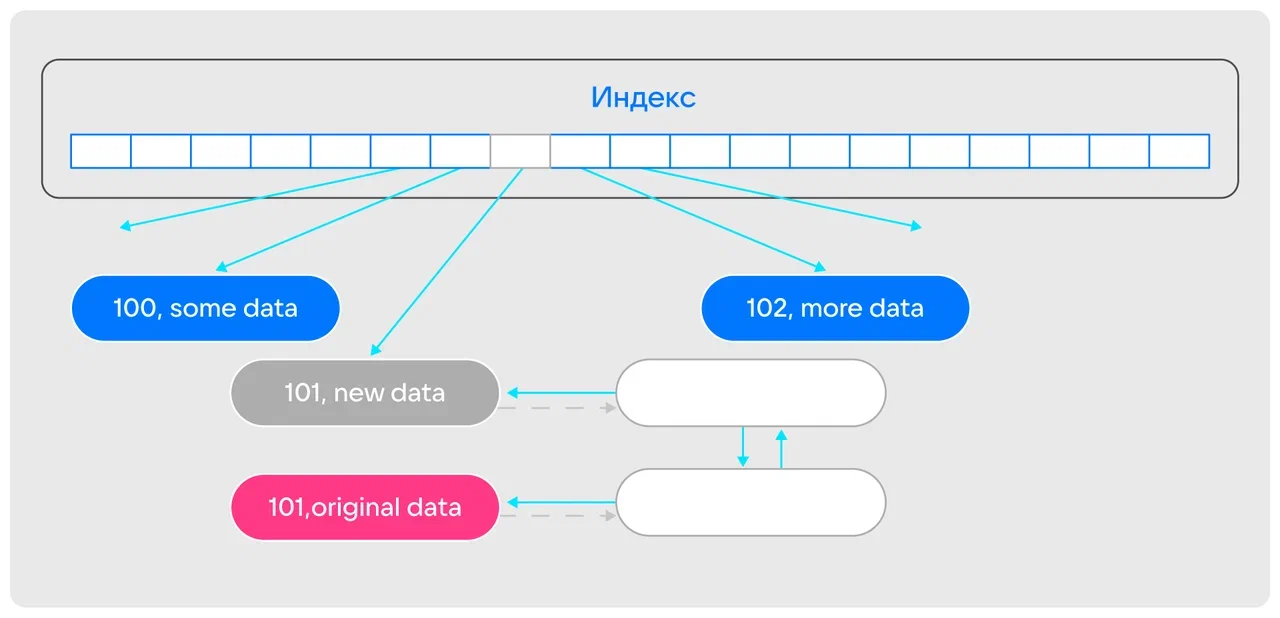 Индекс
100, some data
102, more data
101, new data
101,original data